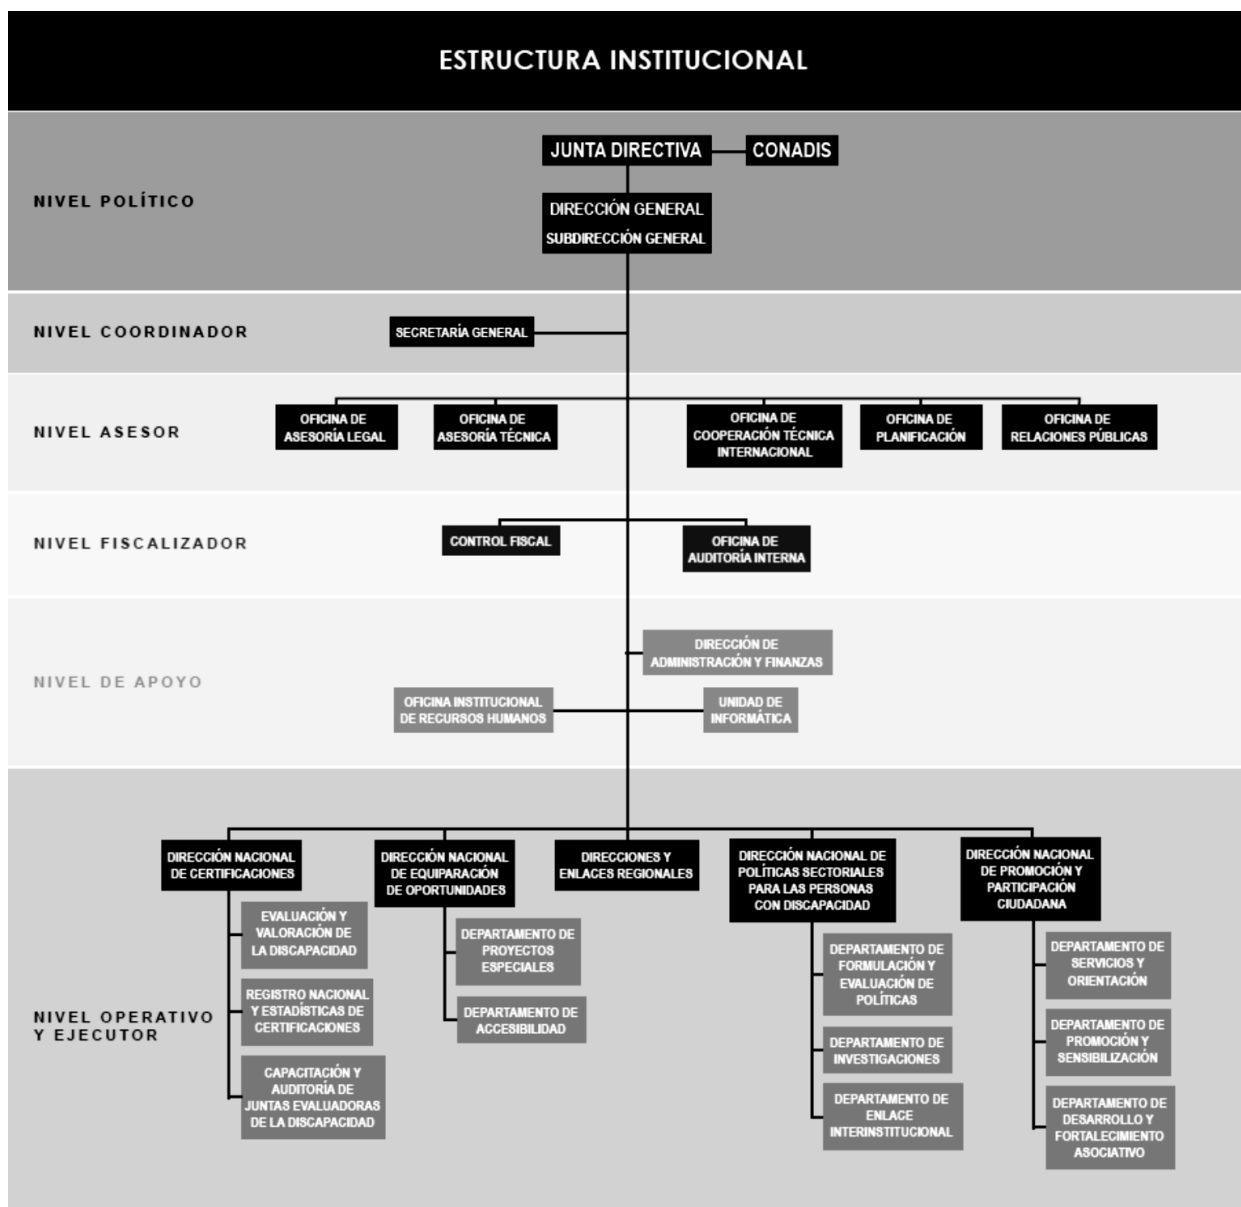 ESTRUCTURA INSTITUCIONAL
NIVEL POLÍTICO
JUNTA DIRECTIVA
CONADIS
DIRECCIÓN GENERAL
SUBDIRECCIÓN GENERAL
NIVEL COORDINADOR
SECRETARÍA GENERAL
NIVEL ASESOR
OFICINA DE
ASESORÍA LEGAL
OFICINA DE
ASESORÍA TÉCNICA
OFICINA DE
COOPERACIÓN TÉCNICA
INTERNACIONAL
OFICINA DE
PLANIFICACIÓN
OFICINA DE
RELACIONES PÚBLICAS
NIVEL FISCALIZADOR
CONTROL FISCAL
OFICINA DE
AUDITORÍA INTERNA
NIVEL DE APOYO
DIRECCIÓN DE
ADMINISTRACIÓN Y FINANZAS
OFICINA INSTITUCIONAL
DE RECURSOS HUMANOS
UNIDAD DE
INFORMÁTICA
NIVEL OPERATIVO
Y EJECUTOR
DIRECCIÓN NACIONAL
DE CERTIFICACIONES
EVALUACIÓN Y
VALORACIÓN DE
LA DISCAPACIDAD
REGISTRO NACIONAL
Y ESTADÍSTICAS DE
CERTIFICACIONES
CAPACITACIÓN Y
AUDITORÍA DE
JUNTAS EVALUADORAS
DE LA DISCAPACIDAD
DIRECCIÓN NACIONAL
DE EQUIPARACIÓN
DE OPORTUNIDADES
DEPARTAMENTO DE
PROYECTOS
ESPECIALES
DEPARTAMENTO DE
ACCESIBILIDAD
DIRECCIONES Y
ENLACES REGIONALES
DIRECCIÓN NACIONAL DE
POLÍTICAS SECTORIALES
PARA LAS PERSONAS
CON DISCAPACIDAD
DEPARTAMENTO DE
FORMULACIÓN Y
EVALUACIÓN DE
POLÍTICAS
DEPARTAMENTO DE
INVESTIGACIONES
DEPARTAMENTO DE
ENLACE
INTERINSTITUCIONAL
DIRECCIÓN NACIONAL
DE PROMOCIÓN Y
PARTICIPACIÓN
CIUDADANA
DEPARTAMENTO DE
SERVICIOS Y
ORIENTACIÓN
DEPARTAMENTO DE
PROMOCIÓN Y
SENSIBILIZACIÓN
DEPARTAMENTO DE
DESARROLLO Y
FORTALECIMIENTO
ASOCIATIVO